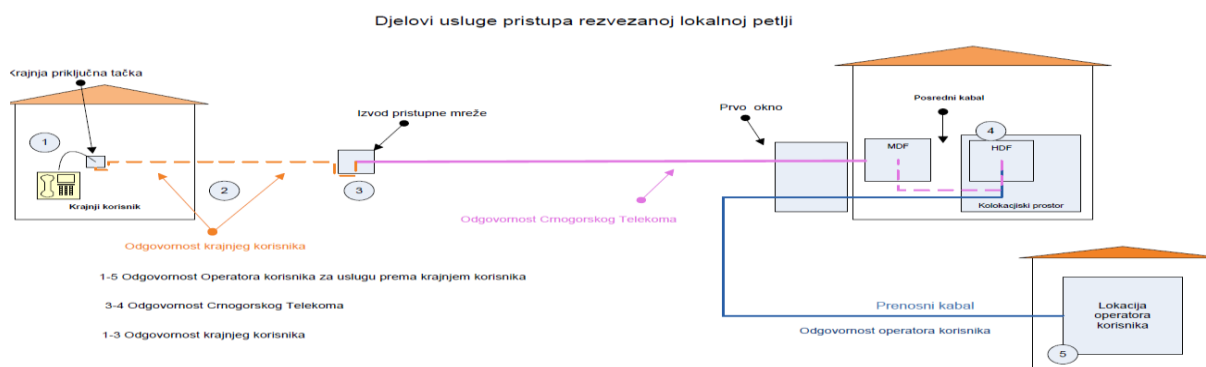 Djelovi usluge pristupa rezvezanoj lokalnoj petlji
Krajnja priključna tačka
Izvod pristupne mreže
Prvo okno
Posredni kabal
1
4
MDF
HDF
2
3
Krajnji korisnik
Kolokacjiski prostor
Odgovornost Crnogorskog Telekoma
Odgovornost krajnjeg korisnika
1-5 Odgovornost Operatora korisnika za uslugu prema krajnjem korisnika
3-4 Odgovornost Crnogorskog Telekoma
1-3 Odgovornost krajnjeg korisnika
Prenosni kabal
Odgovornost operatora korisnika
Lokacija
operatora
korisnika
5